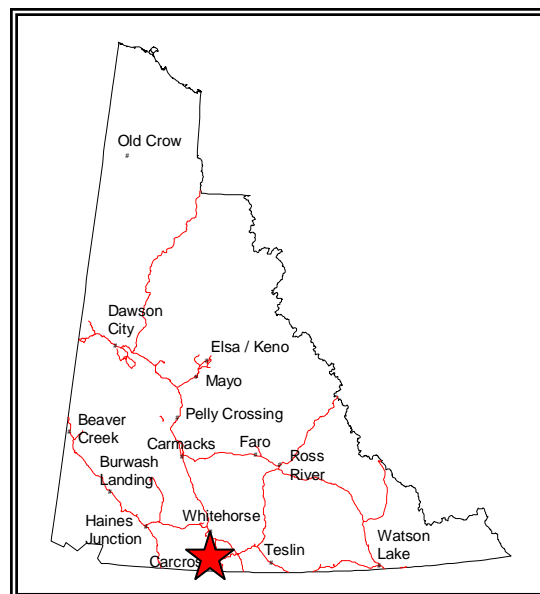 Old Crow
Dawson
City
Elsa / Keno
Mayo
Pelly Crossing
Beaver
Creek
Carmacks
Faro
Ross
River
Burwash
Landing
Whitehorse
Haines
Junction
Carcros
Teslin
Watson
Lake